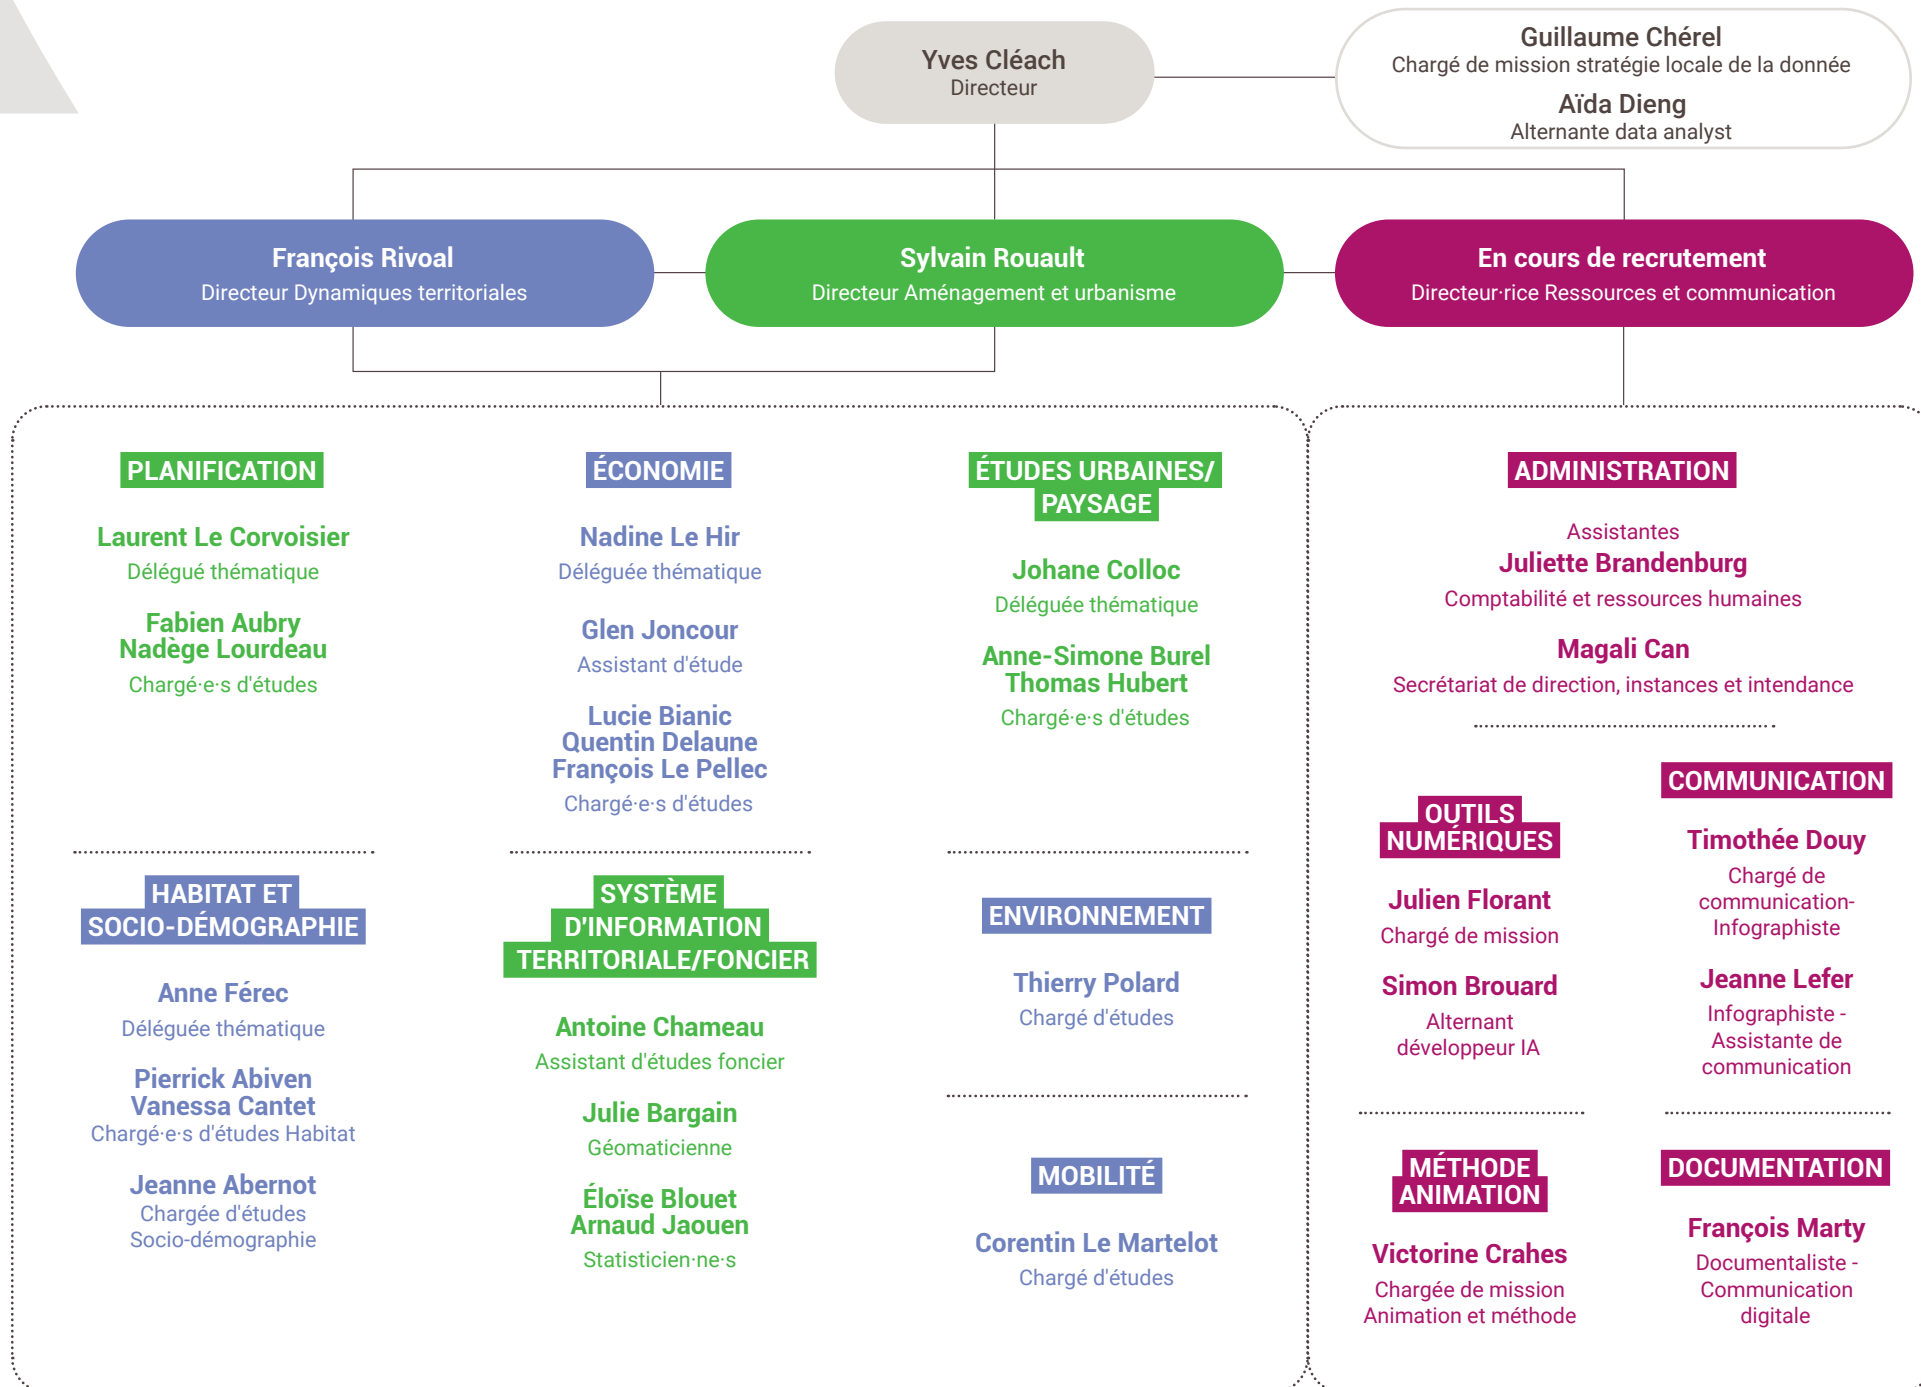 Yves Cléach
Directeur
Guillaume Chérel
Chargé de mission stratégie locale de la donnée
Aïda Dieng
Alternante data analyst
François Rivoal
Directeur Dynamiques territoriales
Sylvain Rouault
Directeur Aménagement et urbanisme
En cours de recrutement
Directeur·rice Ressources et communication
PLANIFICATION
Laurent Le Corvoisier
Délégué thématique
Fabien Aubry
Nadège Lourdeau
Chargé·e·s d'études
ÉCONOMIE
Nadine Le Hir
Déléguée thématique
Glen Joncour
Assistant d'étude
Lucie Bianic
Quentin Delaune
François Le Pellec
Chargé·e·s d'études
ÉTUDES URBAINES/
PAYSAGE
Johane Colloc
Déléguée thématique
Anne-Simone Burel
Thomas Hubert
Chargé·e·s d'études
HABITAT ET
SOCIO-DÉMOGRAPHIE
Anne Férec
Déléguée thématique
Pierrick Abiven
Vanessa Cantet
Chargé·e·s d'études Habitat
Jeanne Abernot
Chargée d'études
Socio-démographie
SYSTÈME
D'INFORMATION
TERRITORIALE/FONCIER
Antoine Chameau
Assistant d'études foncier
Julie Bargain
Géomaticienne
Éloïse Blouet
Arnaud Jaouen
Statisticien·ne·s
ENVIRONNEMENT
Thierry Polard
Chargé d'études
MOBILITÉ
Corentin Le Martelot
Chargé d'études
ADMINISTRATION
Assistantes
Juliette Brandenburg
Comptabilité et ressources humaines
Magali Can
Secrétariat de direction, instances et intendance
OUTILS
NUMÉRIQUES
Julien Florant
Chargé de mission
Simon Brouard
Alternant
développeur IA
COMMUNICATION
Timothée Douy
Chargé de
communication-
Infographiste
Jeanne Lefer
Infographiste -
Assistante de
communication
MÉTHODE
ANIMATION
Victorine Crahes
Chargée de mission
Animation et méthode
DOCUMENTATION
François Marty
Documentaliste -
Communication
digitale